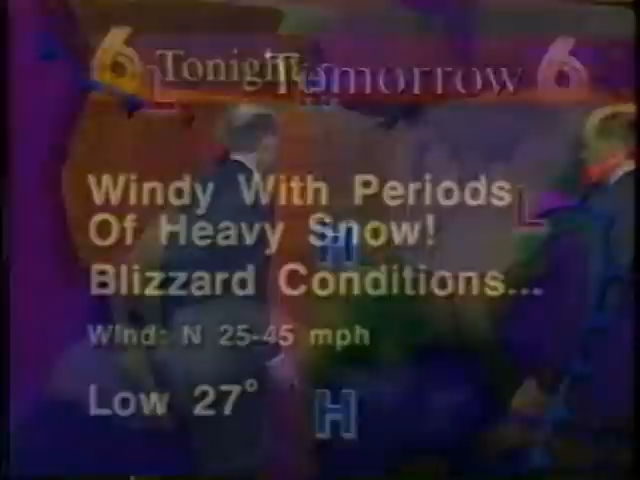 6 Tonight Tomorrow 6
L
Windy With Periods
Of Heavy Snow!
L
H
Blizzard Conditions...
Wind: N 25-45 mph
Low 27°
H